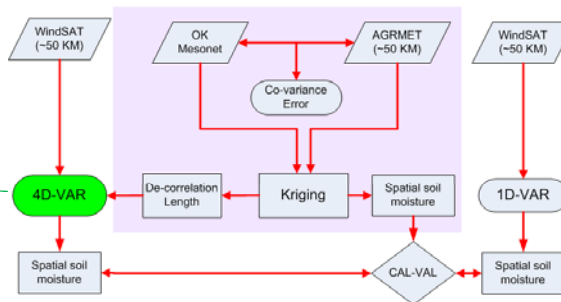 WindSAT
(~50 KM)
OK
Mesonet
AGRMET
(~50 KM)
WindSAT
(~50 KM)
Co-variance
Error
4D-VAR
De-correlation
Length
Kriging
Spatial soil
moisture
1D-VAR
Spatial soil
moisture
CAL-VAL
Spatial soil
moisture